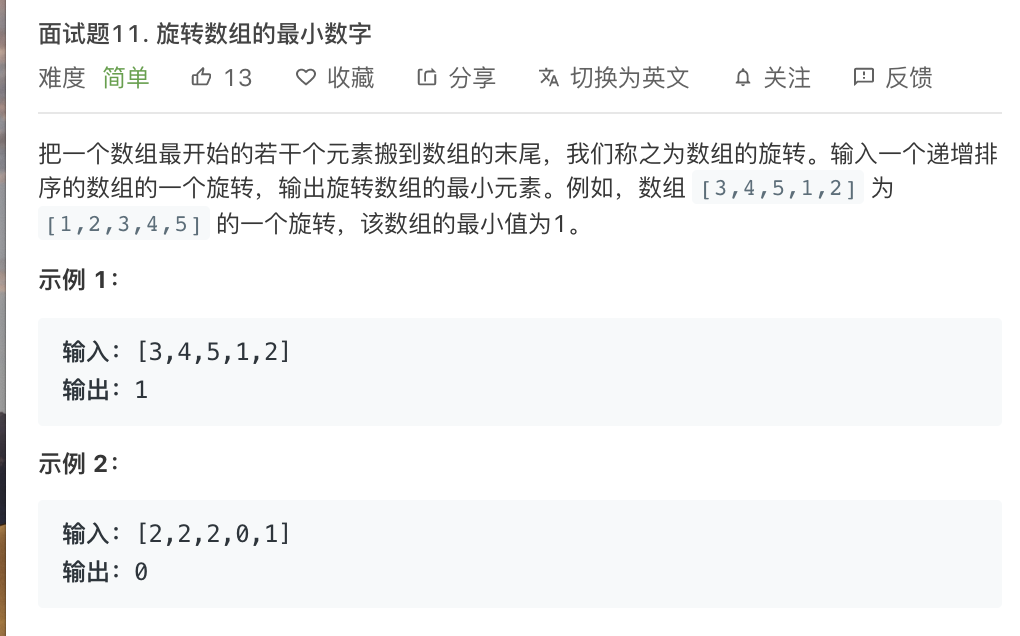 面试题11. 旋转数组的最小数字
难度 简单 13 收藏 分享 切换为英文 关注 反馈
把一个数组最开始的若干个元素搬到数组的末尾，我们称之为数组的旋转。输入一个递增排
序的数组的一个旋转，输出旋转数组的最小元素。例如，数组 [3,4,5,1,2] 为
[1,2,3,4,5] 的一个旋转，该数组的最小值为1。
示例 1：
输入：[3,4,5,1,2]
输出：1
示例 2：
输入：[2,2,2,0,1]
输出：0